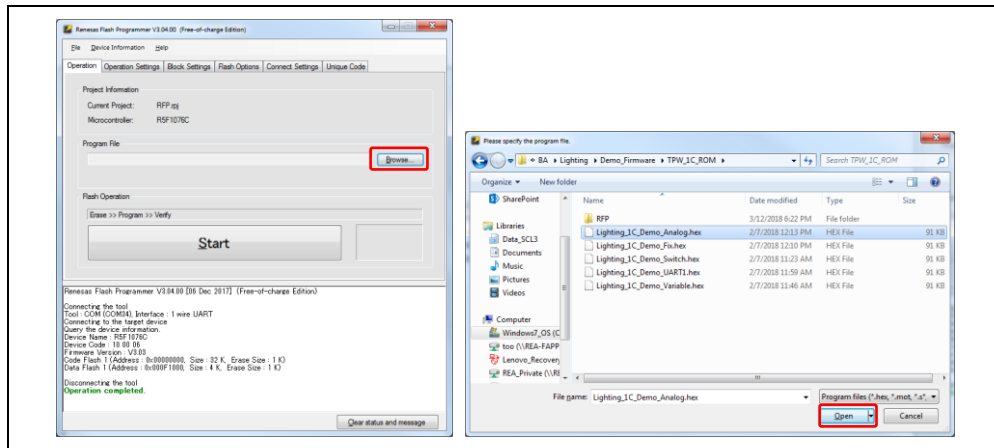 Renesas Flash Programmer V3.04.00 (Free-of-charge Edition)
File Device Information Help
Operation Operation Settings Block Settings Flash Options Connect Settings Unique Code
Project Information
Current Project: RFP.rpj
Microcontroller: R5F1076C
Program File
Browse...
Flash Operation
Erase >> Program >> Verify
Start
Renesas Flash Programmer V3.04.00 [06 Dec 2017] (Free-of-charge Edition)
Connecting the tool
Tool : COM (COM34), Interface : 1 wire UART
Connecting to the target device
Query the device information.
Device Name : R5F1076C
Device Code : 10 00 06
Firmware Version : V3.03
Code Flash 1 (Address : 0x00000000, Size : 32 K, Erase Size : 1 K)
Data Flash 1 (Address : 0x000F1000, Size : 4 K, Erase Size : 1 K)
Disconnecting the tool
Operation completed.
Clear status and message
Please specify the program file.
« BA ▸ Lighting ▸ Demo_Firmware ▸ TPW_1C_ROM ▸ Search TPW_1C_ROM
Organize New folder
SharePoint
Libraries
Data_SCL3
Documents
Music
Pictures
Videos
Computer
Windows7_OS (C
too (\\REA-FAPP
Lenovo_Recovery
REA_Private (\\RE
Name Date modified Type Size
RFP 3/12/2018 6:22 PM File folder
Lighting_1C_Demo_Analog.hex 2/7/2018 12:13 PM HEX File 91 KB
Lighting_1C_Demo_Fix.hex 2/7/2018 12:10 PM HEX File 91 KB
Lighting_1C_Demo_Switch.hex 2/7/2018 11:23 AM HEX File 91 KB
Lighting_1C_Demo_UART1.hex 2/7/2018 11:59 AM HEX File 91 KB
Lighting_1C_Demo_Variable.hex 2/7/2018 11:46 AM HEX File 91 KB
File name: Lighting_1C_Demo_Analog.hex Program files (*.hex, *.mot, *.s*,
Open Cancel